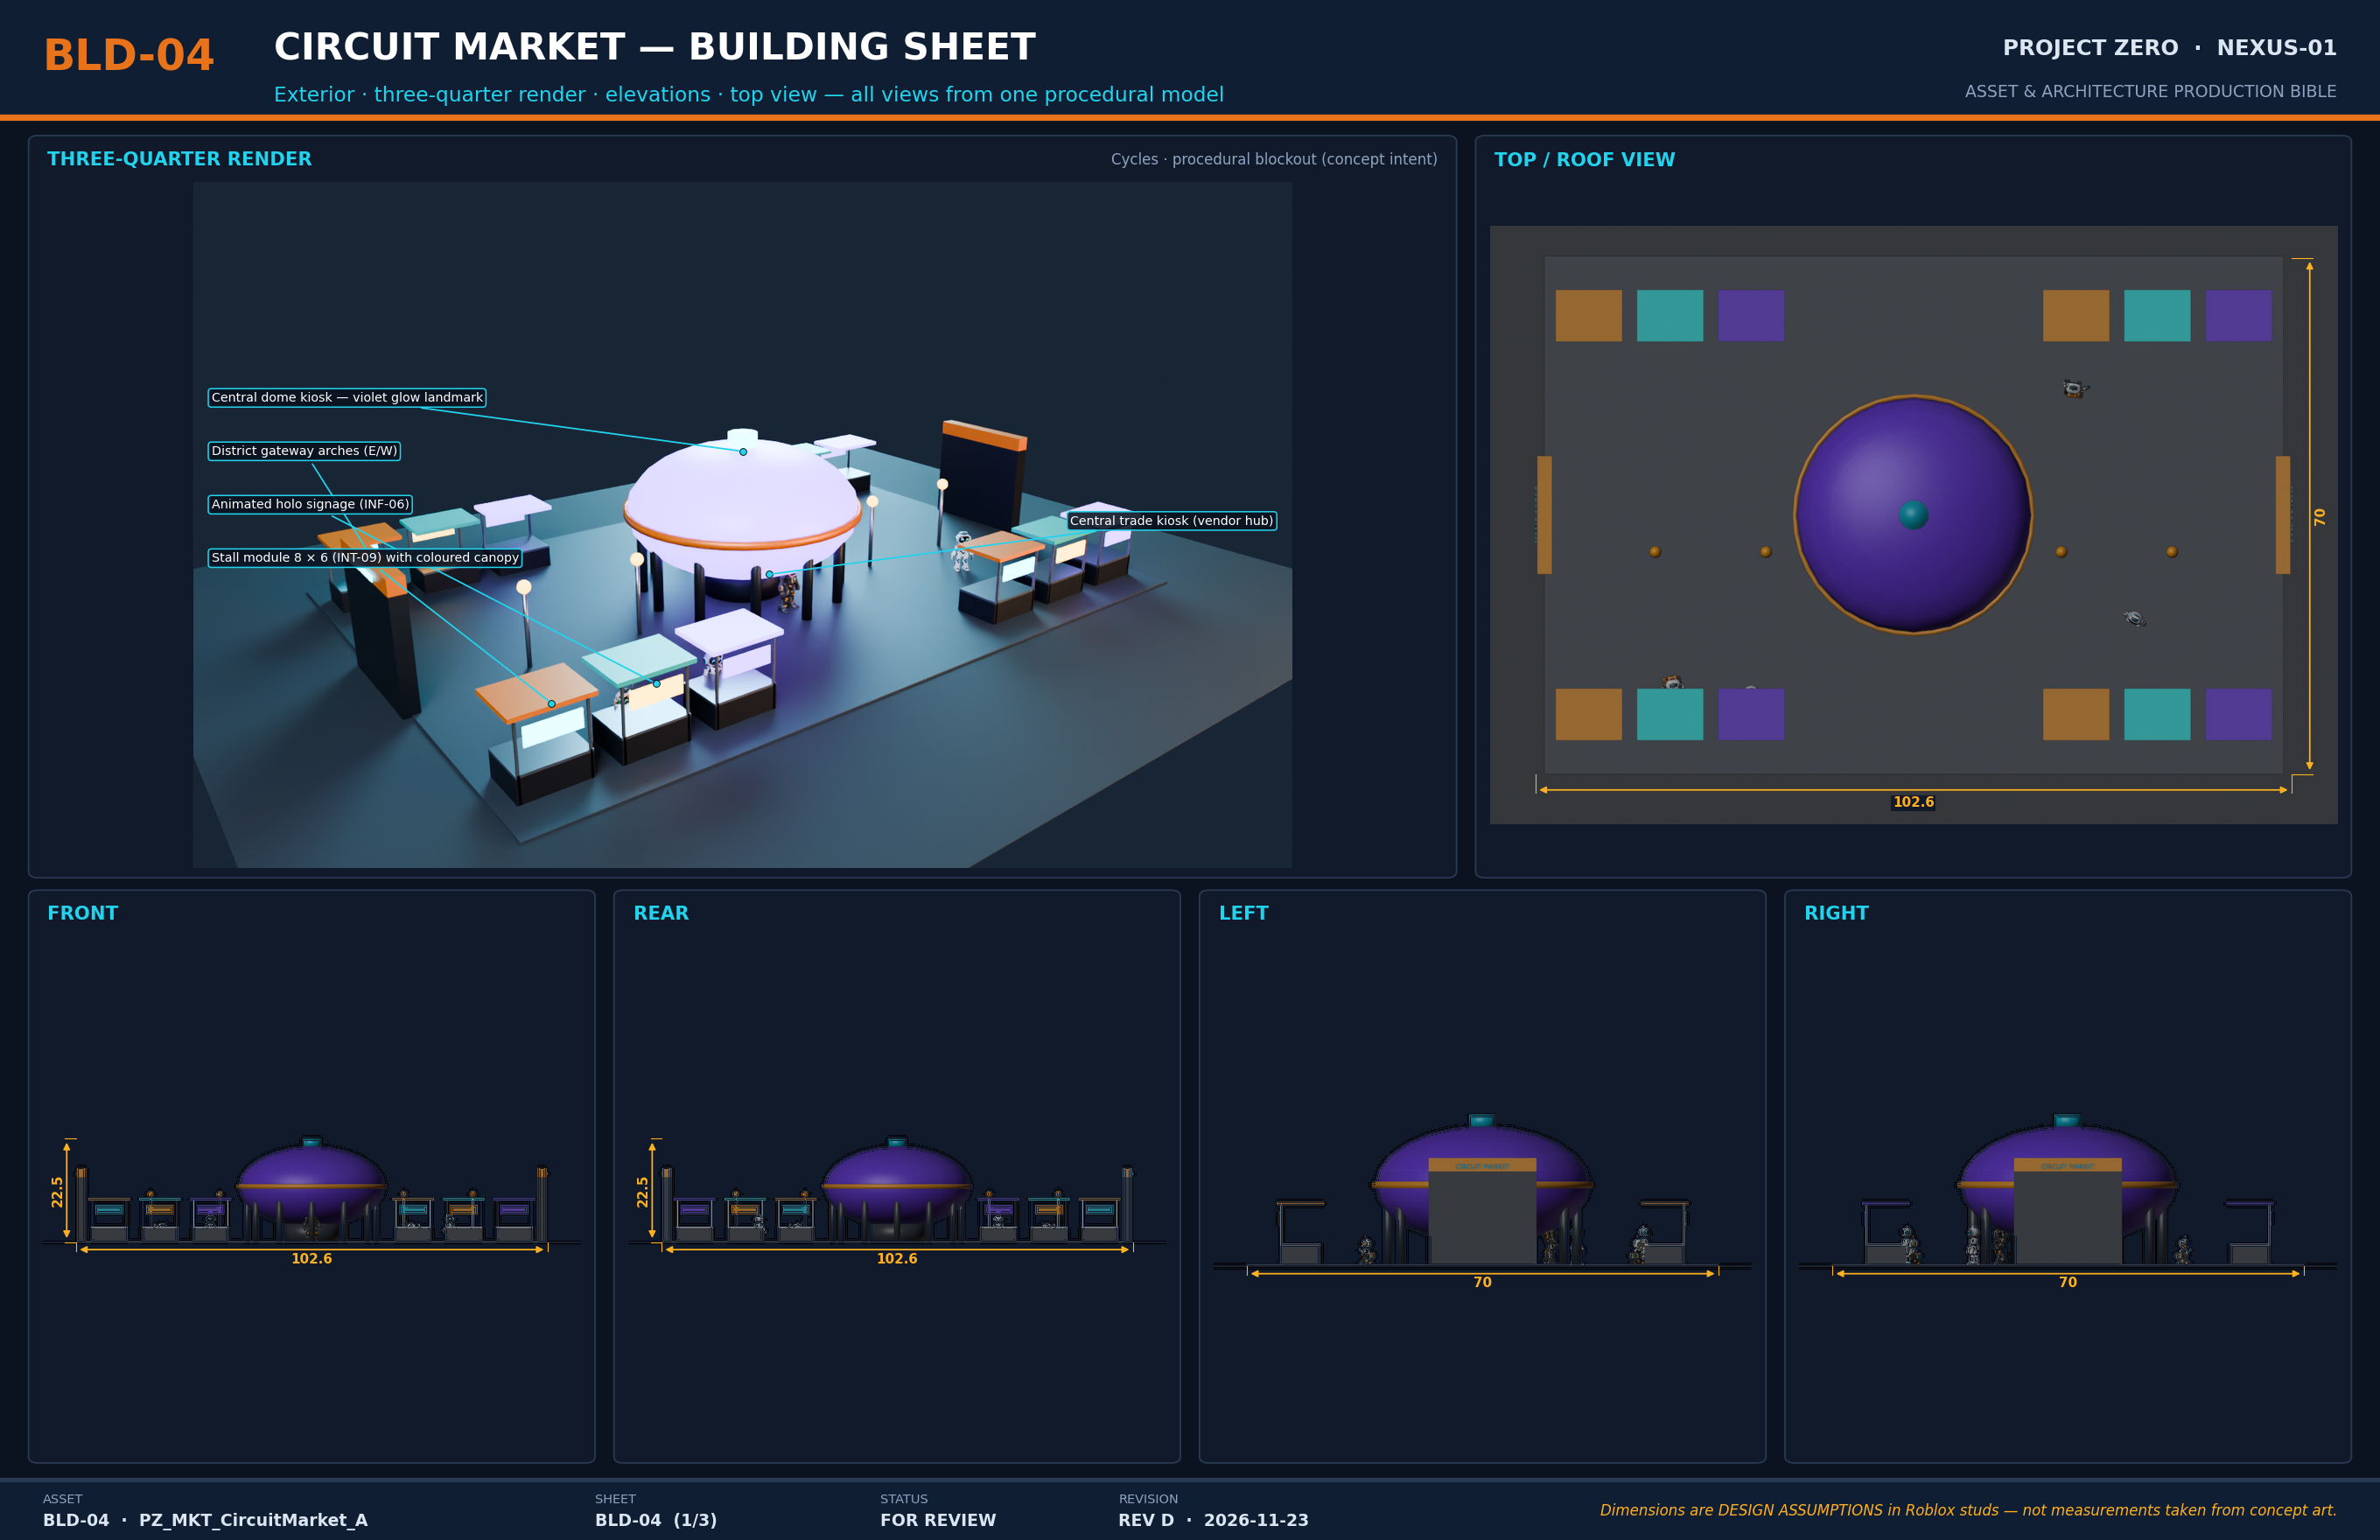 BLD-04
CIRCUIT MARKET — BUILDING SHEET
Exterior · three-quarter render · elevations · top view — all views from one procedural model
PROJECT ZERO · NEXUS-01
ASSET & ARCHITECTURE PRODUCTION BIBLE
THREE-QUARTER RENDER
Cycles · procedural blockout (concept intent)
Central dome kiosk — violet glow landmark
District gateway arches (E/W)
Animated holo signage (INF-06)
Stall module 8 × 6 (INT-09) with coloured canopy
Central trade kiosk (vendor hub)
TOP / ROOF VIEW
70
102.6
FRONT
22.5
102.6
REAR
22.5
102.6
LEFT
CIRCUIT MARKET
70
RIGHT
CIRCUIT MARKET
70
ASSET
BLD-04 · PZ_MKT_CircuitMarket_A
SHEET
BLD-04 (1/3)
STATUS
FOR REVIEW
REVISION
REV D · 2026-11-23
Dimensions are DESIGN ASSUMPTIONS in Roblox studs — not measurements taken from concept art.